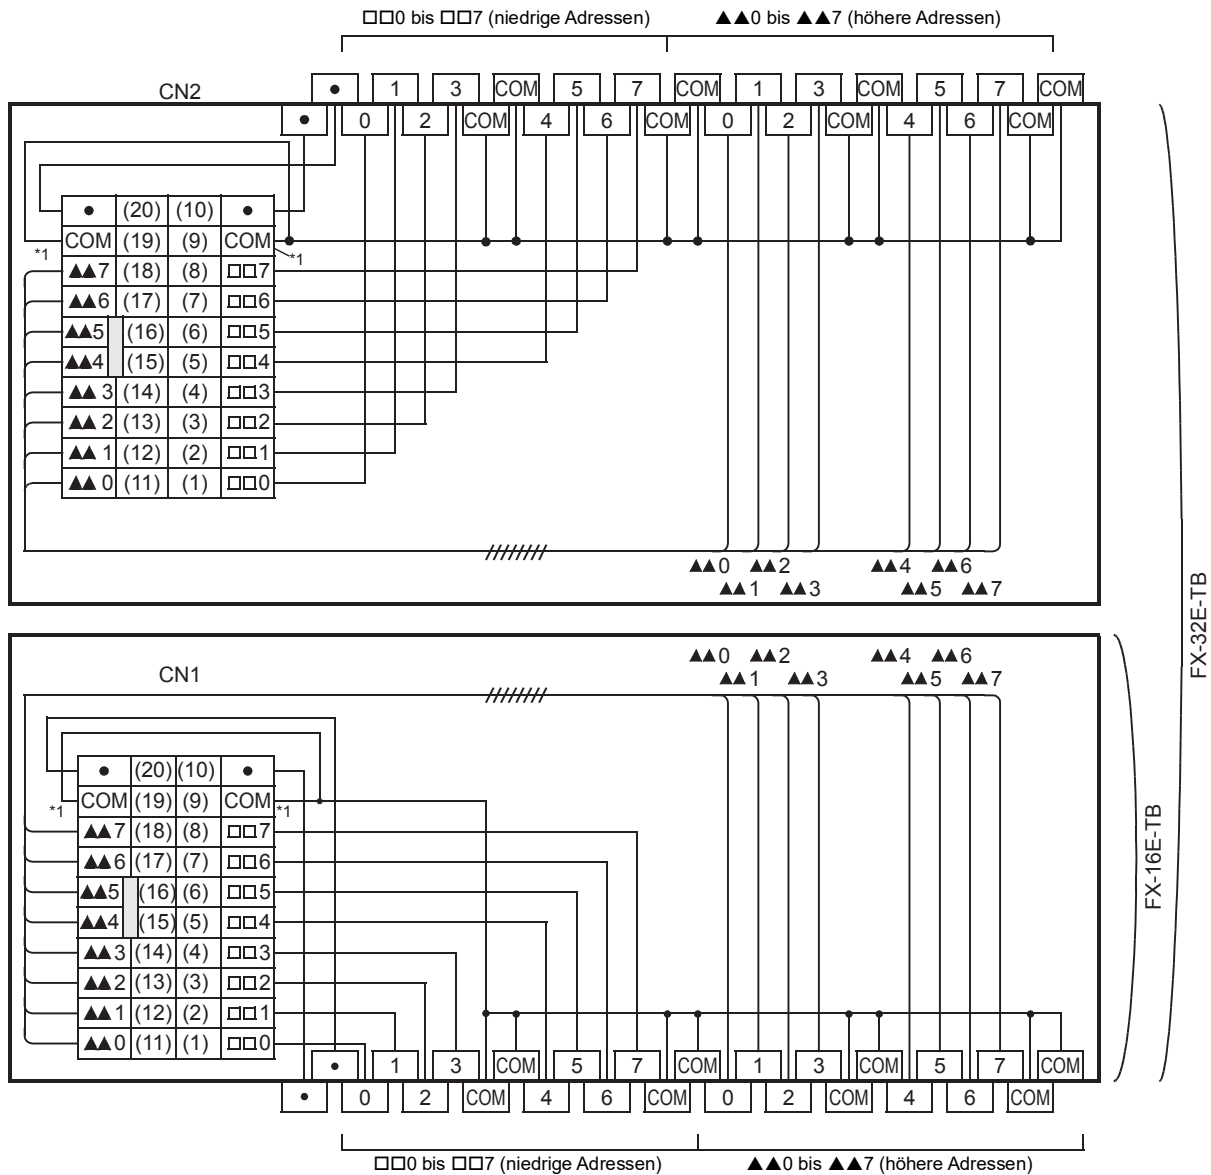 □□0 bis □□7 (niedrige Adressen) ▲▲0 bis ▲▲7 (höhere Adressen)
CN2
• 1 3 COM 5 7 COM 1 3 COM 5 7 COM
• 0 2 COM 4 6 COM 0 2 COM 4 6 COM
• (20) (10) •
COM (19) (9) COM
*1 *1
▲▲7 (18) (8) □□7
▲▲6 (17) (7) □□6
▲▲5 (16) (6) □□5
▲▲4 (15) (5) □□4
▲▲3 (14) (4) □□3
▲▲2 (13) (3) □□2
▲▲1 (12) (2) □□1
▲▲0 (11) (1) □□0
▲▲0 ▲▲2 ▲▲4 ▲▲6
▲▲1 ▲▲3 ▲▲5 ▲▲7
FX-32E-TB
CN1
▲▲0 ▲▲2 ▲▲4 ▲▲6
▲▲1 ▲▲3 ▲▲5 ▲▲7
• (20) (10) •
COM (19) (9) COM
*1 *1
▲▲7 (18) (8) □□7
▲▲6 (17) (7) □□6
▲▲5 (16) (6) □□5
▲▲4 (15) (5) □□4
▲▲3 (14) (4) □□3
▲▲2 (13) (3) □□2
▲▲1 (12) (2) □□1
▲▲0 (11) (1) □□0
FX-16E-TB
• 1 3 COM 5 7 COM 1 3 COM 5 7 COM
• 0 2 COM 4 6 COM 0 2 COM 4 6 COM
□□0 bis □□7 (niedrige Adressen) ▲▲0 bis ▲▲7 (höhere Adressen)